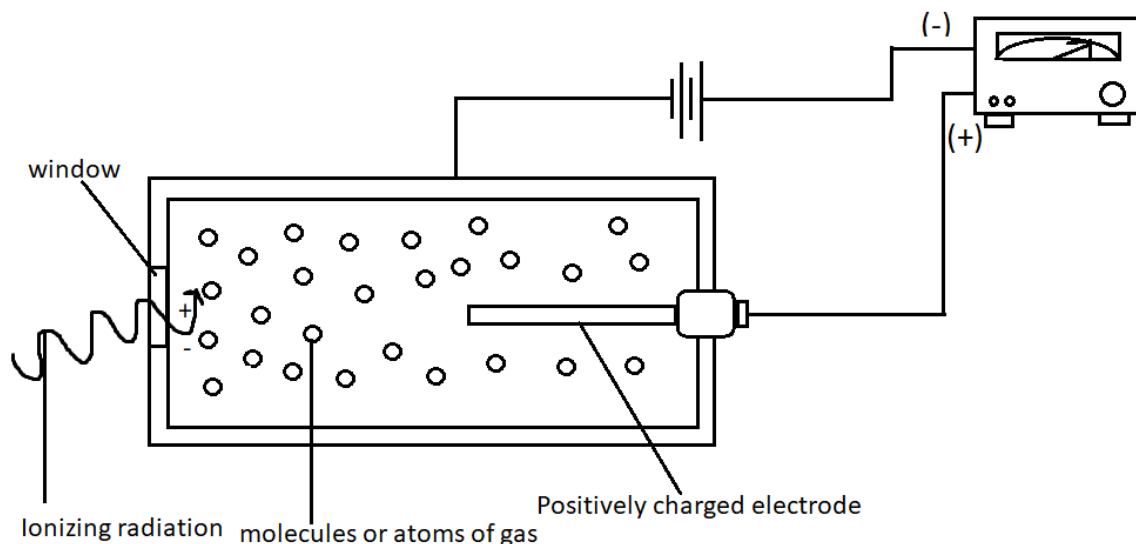 (-)
(+)
window
+
-
Positively charged electrode
Ionizing radiation
molecules or atoms of gas